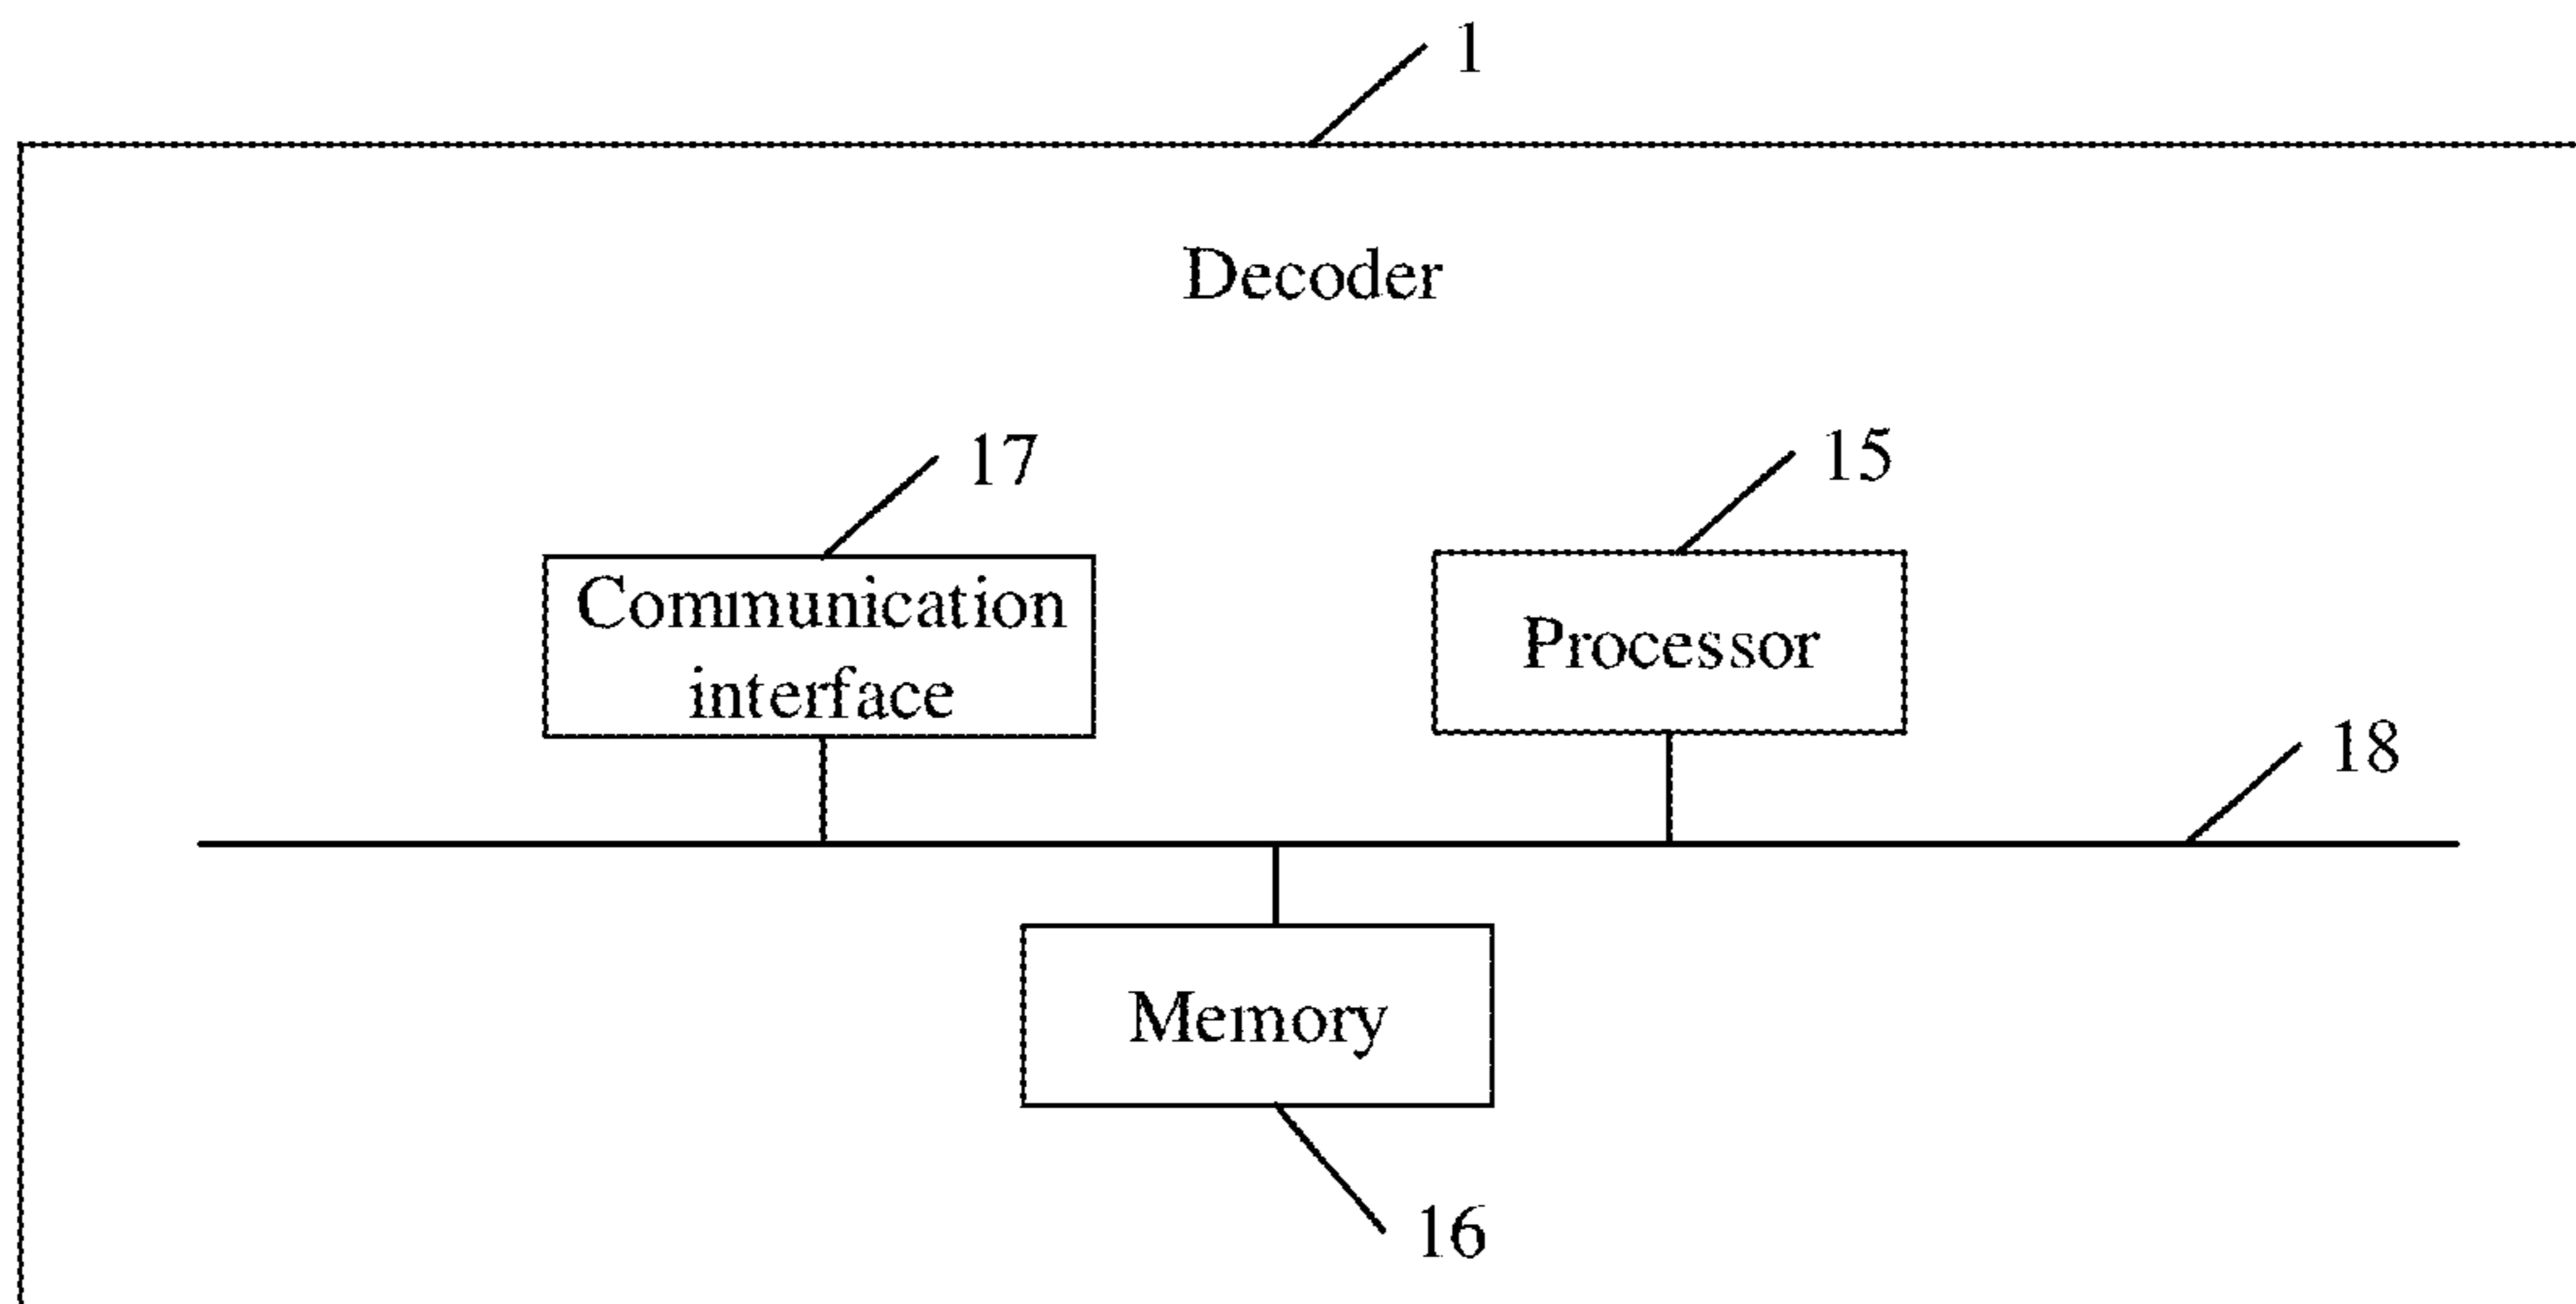 1
Decoder
17
15
Communication
interface
Processor
18
Memory
16